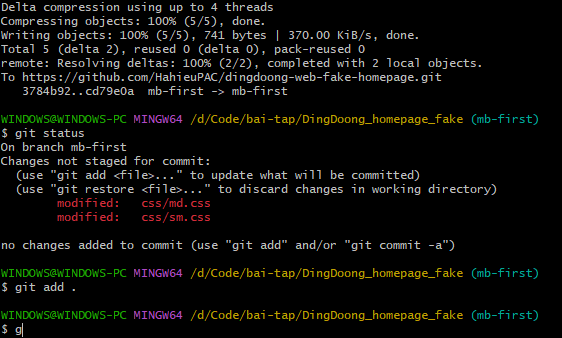 Delta compression using up to 4 threads
Compressing objects: 100% (5/5), done.
Writing objects: 100% (5/5), 741 bytes | 370.00 KiB/s, done.
Total 5 (delta 2), reused 0 (delta 0), pack-reused 0
remote: Resolving deltas: 100% (2/2), completed with 2 local objects.
To https://github.com/HahieuPAC/dingdoong-web-fake-homepage.git
   3784b92..cd79e0a  mb-first -> mb-first

WINDOWS@WINDOWS-PC MINGW64 /d/Code/bai-tap/DingDoong_homepage_fake (mb-first)
$ git status
On branch mb-first
Changes not staged for commit:
  (use "git add <file>..." to update what will be committed)
  (use "git restore <file>..." to discard changes in working directory)
        modified:   css/md.css
        modified:   css/sm.css

no changes added to commit (use "git add" and/or "git commit -a")

WINDOWS@WINDOWS-PC MINGW64 /d/Code/bai-tap/DingDoong_homepage_fake (mb-first)
$ git add .

WINDOWS@WINDOWS-PC MINGW64 /d/Code/bai-tap/DingDoong_homepage_fake (mb-first)
$ g